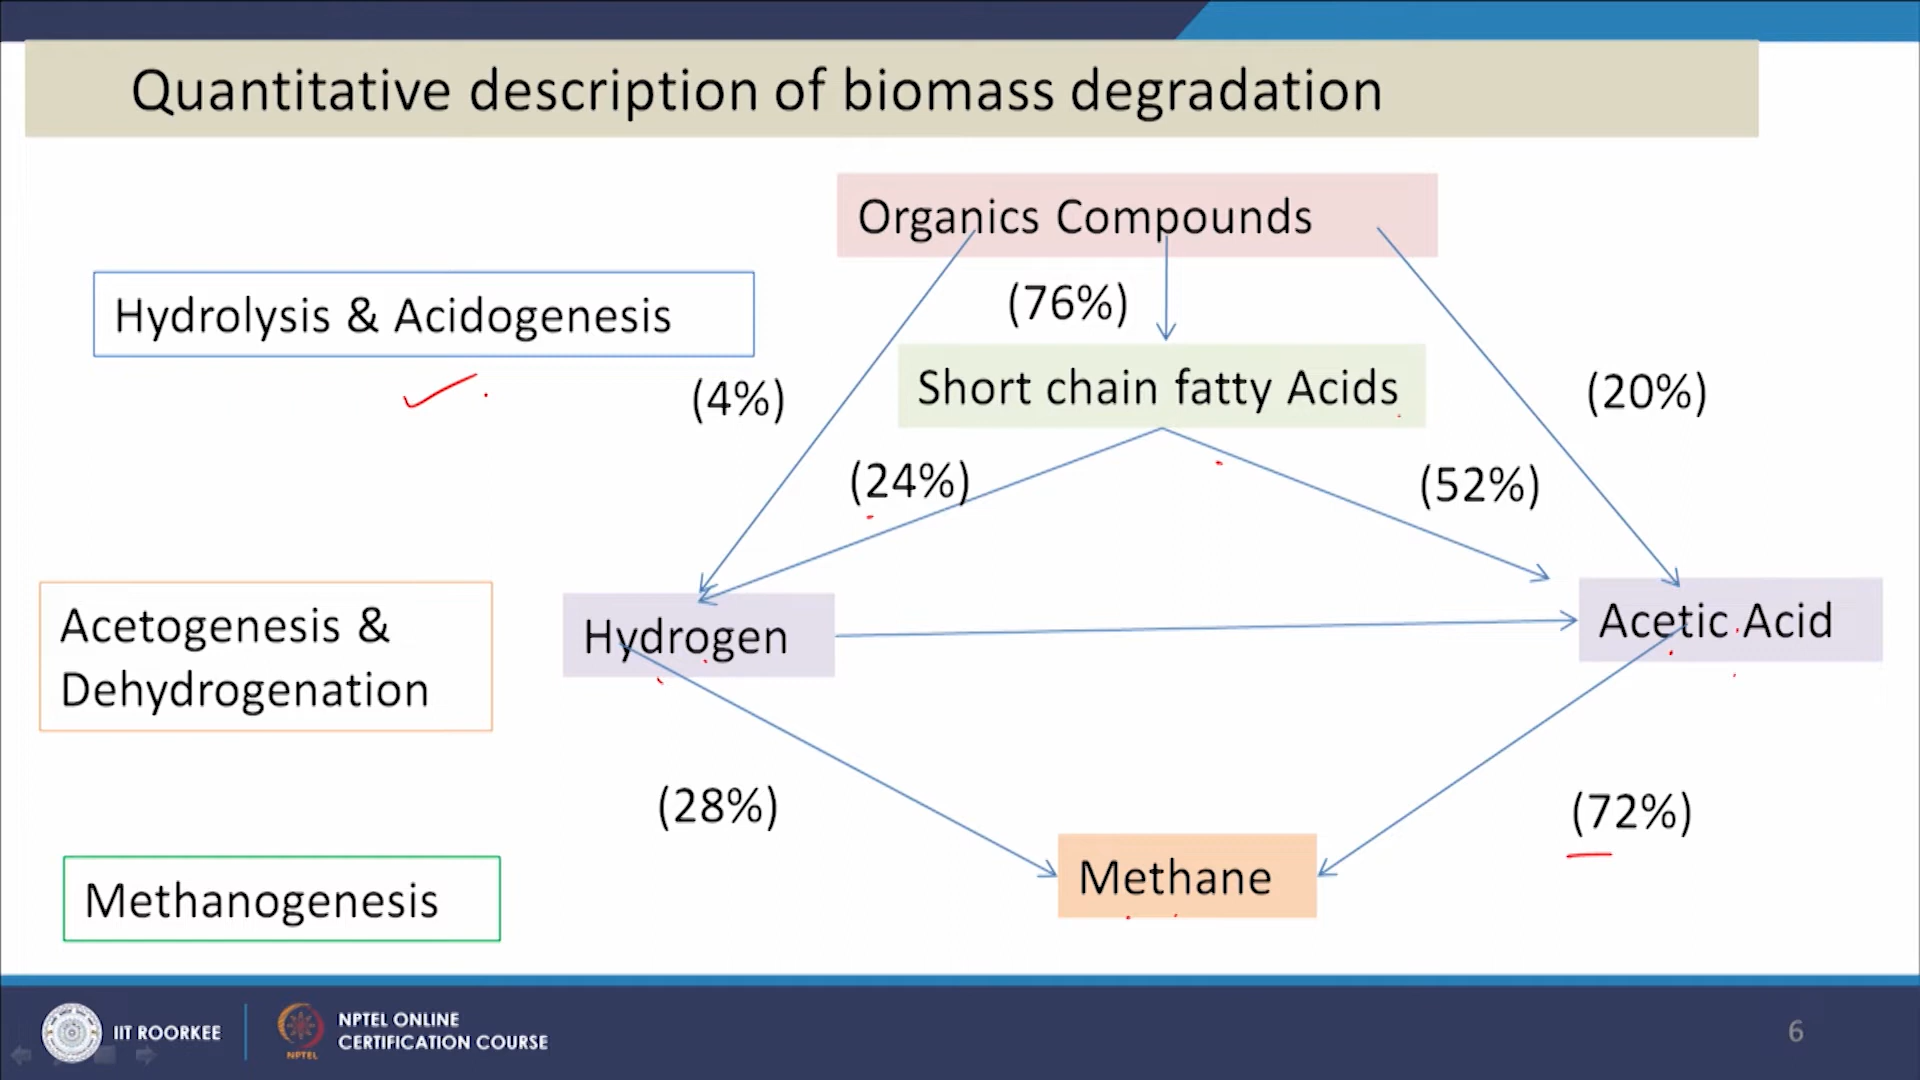 Quantitative description of biomass degradation
Organics Compounds
(76%)
Hydrolysis & Acidogenesis
Short chain fatty Acids
(4%)
(20%)
(24%)
(52%)
Acetogenesis &
Dehydrogenation
Hydrogen
Acetic Acid
(28%)
(72%)
Methane
Methanogenesis
IIT ROORKEE
NPTEL
NPTEL ONLINE
CERTIFICATION COURSE
6